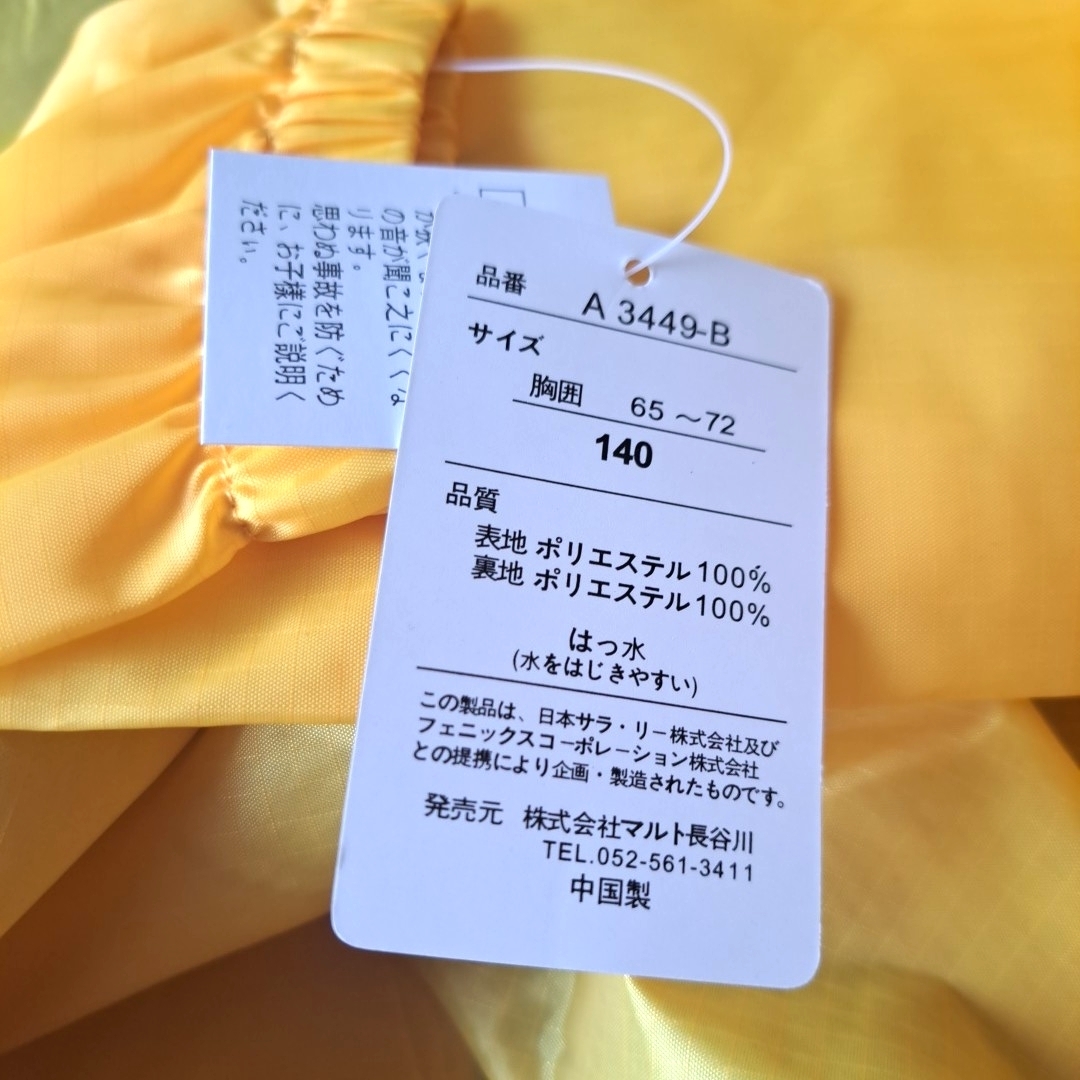 品番 A 3449-B
サイズ
胸囲 65 〜72
140
品質
表地 ポリエステル100%
裏地 ポリエステル100%
はっ水
(水をはじきやすい)
この製品は、日本サラ・リー株式会社及び
フェニックスコーポレーション株式会社
との提携により企画・製造されたものです。
発売元 株式会社マルト長谷川
TEL.052-561-3411
中国製
の音が聞こえにくくな
ります。
思わぬ事故を防ぐため
に、お子様にご説明く
ださい。